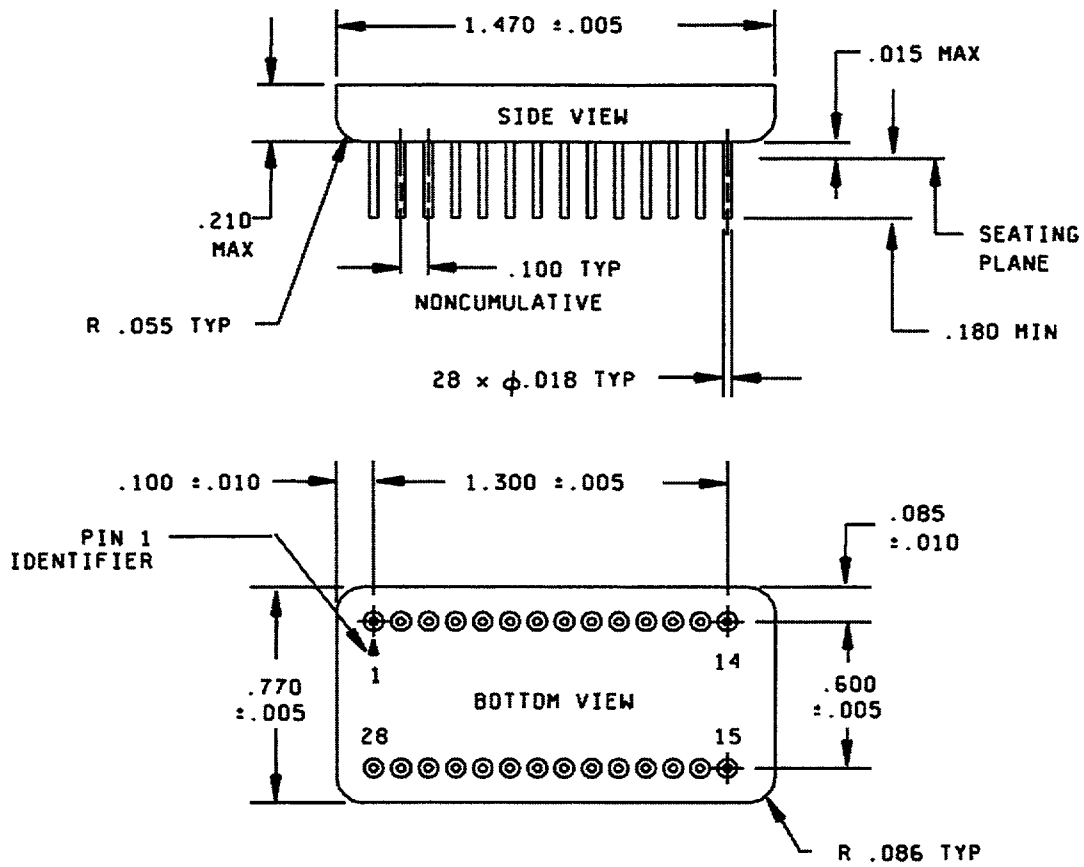 1.470 ±.005
.015 MAX
SIDE VIEW
.210
MAX
SEATING
PLANE
.100 TYP
NONCUMULATIVE
R .055 TYP
.180 MIN
28 × ϕ.018 TYP
.100 ±.010
1.300 ±.005
.085
±.010
PIN 1
IDENTIFIER
1
14
.770
±.005
.600
±.005
BOTTOM VIEW
28
15
R .086 TYP